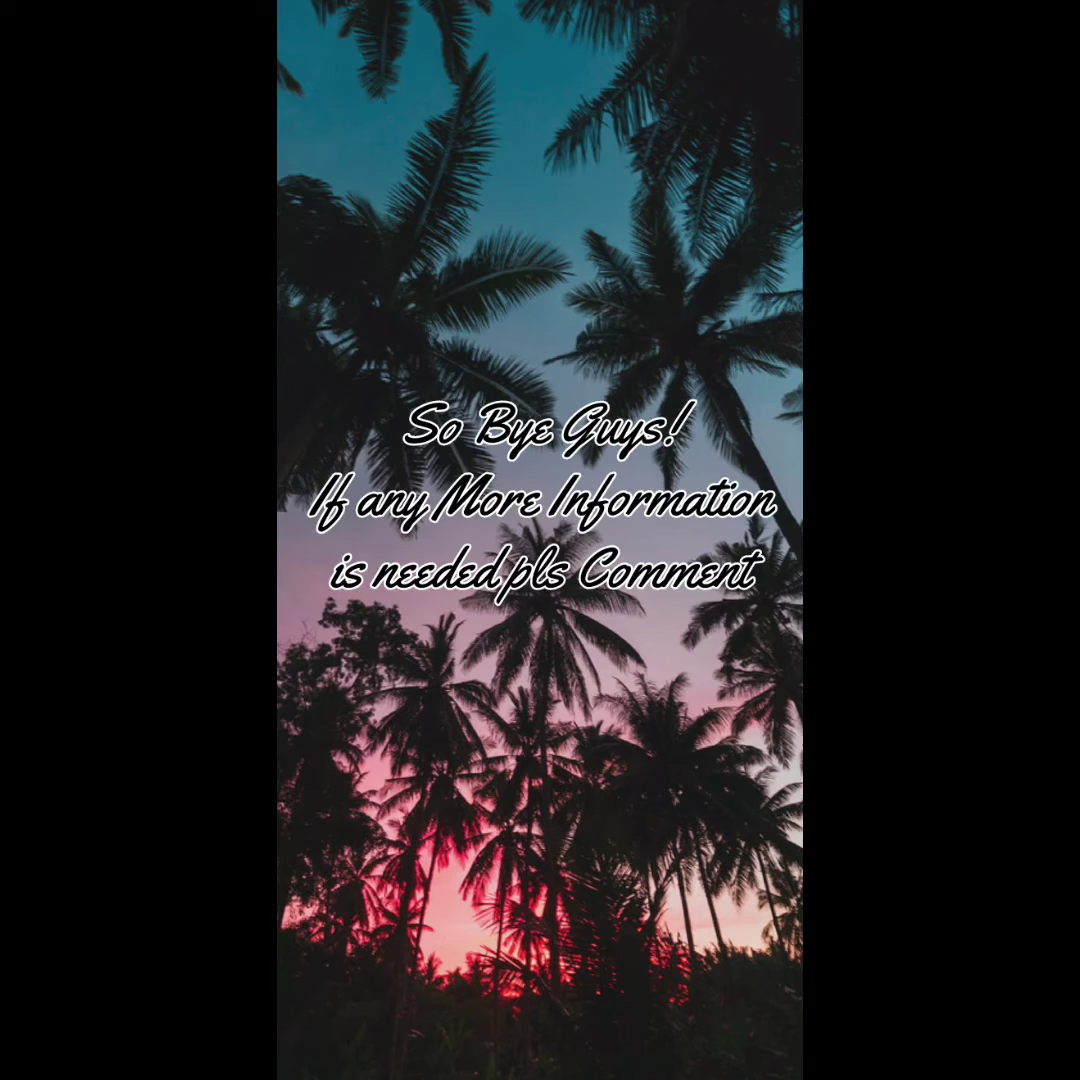 So Bye Guys!
If any More Information
is needed pls Comment